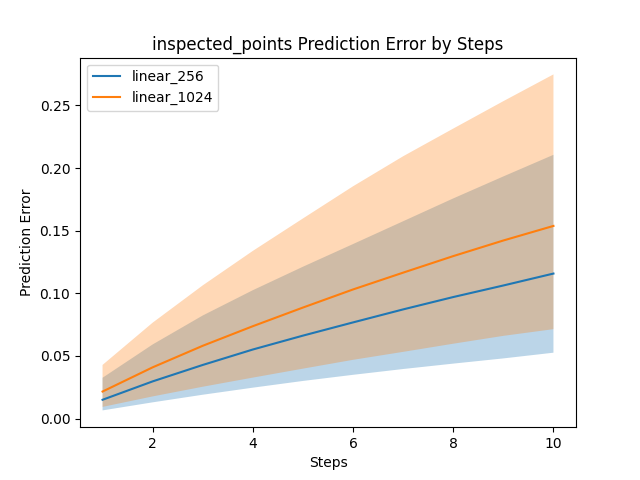 inspected_points Prediction Error by Steps
linear_256
linear_1024
0.25
0.20
0.15
0.10
0.05
0.00
Prediction Error
2 4 6 8 10
Steps